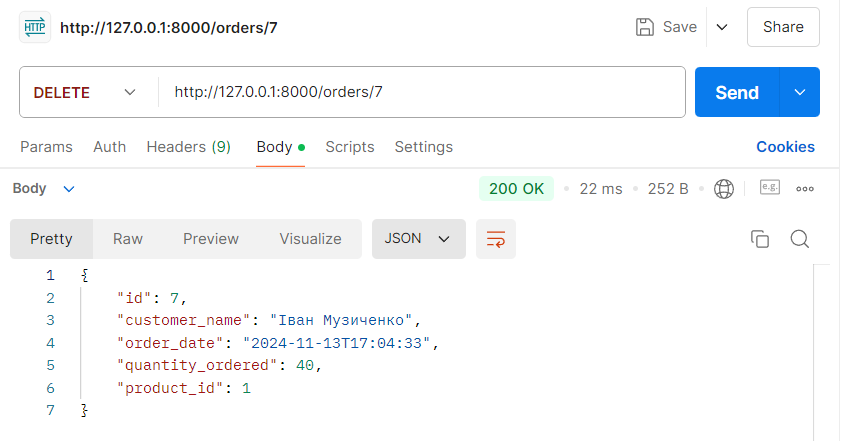 HTTP http://127.0.0.1:8000/orders/7 Save Share
DELETE http://127.0.0.1:8000/orders/7 Send
Params Auth Headers (9) Body Scripts Settings Cookies
Body 200 OK 22 ms 252 B e.g.
Pretty Raw Preview Visualize JSON
1 {
2 "id": 7,
3 "customer_name": "Іван Музиченко",
4 "order_date": "2024-11-13T17:04:33",
5 "quantity_ordered": 40,
6 "product_id": 1
7 }